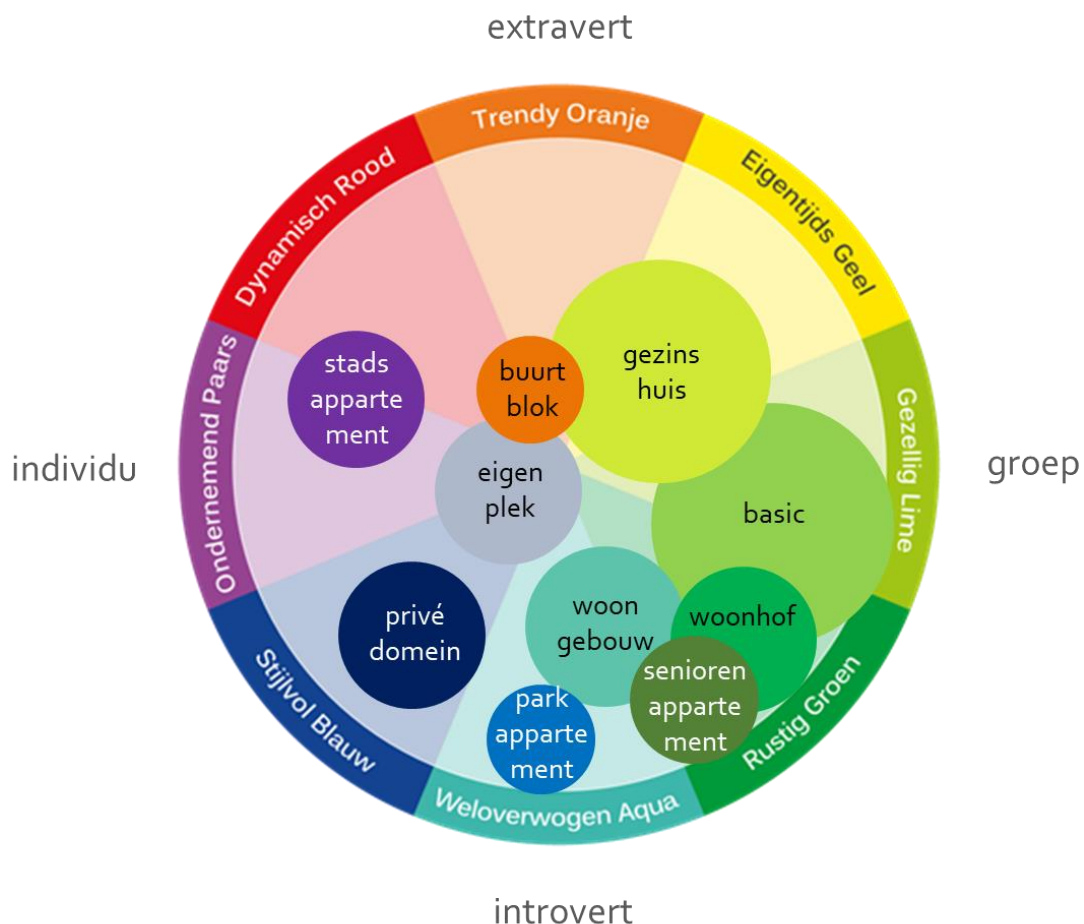 extravert
Trendy Oranje
Dynamisch Rood
Eigentijds Geel
Ondernemend Paars
Gezellig Lime
individu
groep
stads
apparte
ment
buurt
blok
gezins
huis
eigen
plek
basic
privé
domein
woon
gebouw
woonhof
senioren
apparte
ment
park
apparte
ment
Stijlvol Blauw
Rustig Groen
Weloverwogen Aqua
introvert